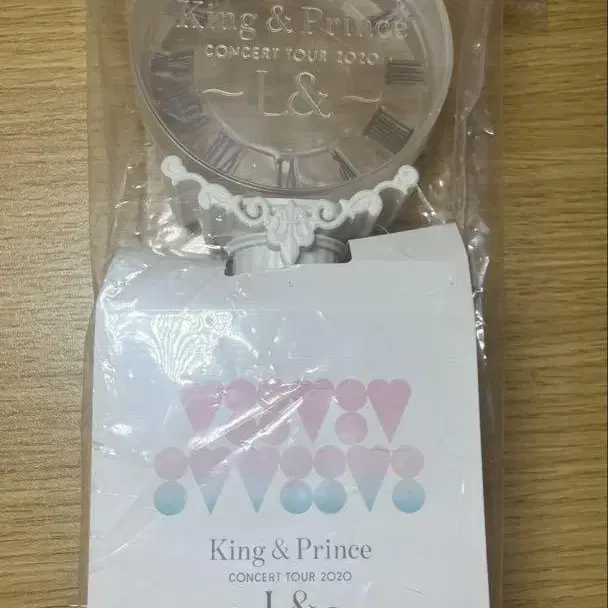 King & Prince
CONCERT TOUR 2020
~ L& ~
King & Prince
CONCERT TOUR 2020
~ L& ~